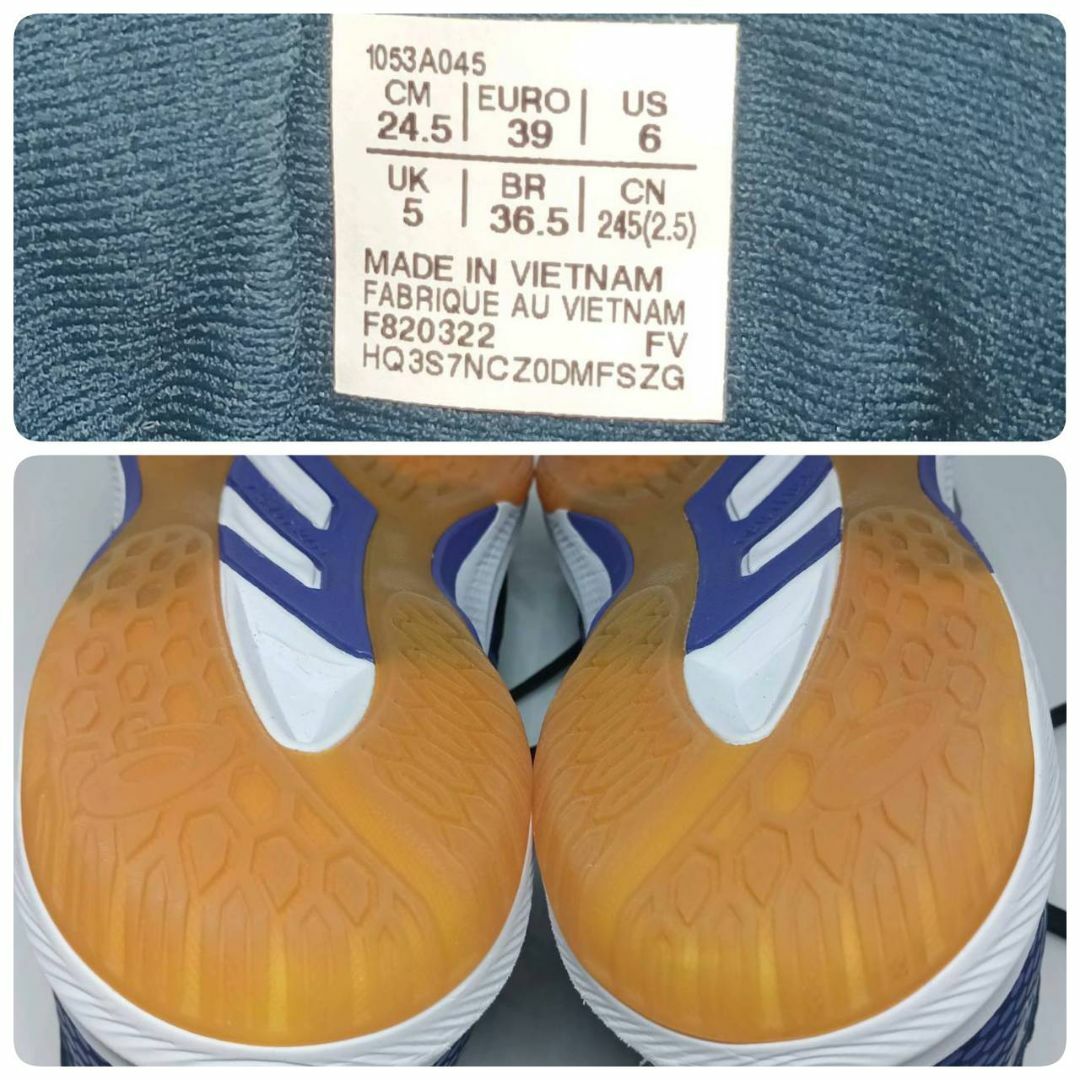 1053A045
CM | EURO | US
24.5 | 39 | 6
UK | BR | CN
5 | 36.5 | 245(2.5)
MADE IN VIETNAM
FABRIQUE AU VIETNAM
F820322 FV
HQ3S7NCZ0DMFSZG